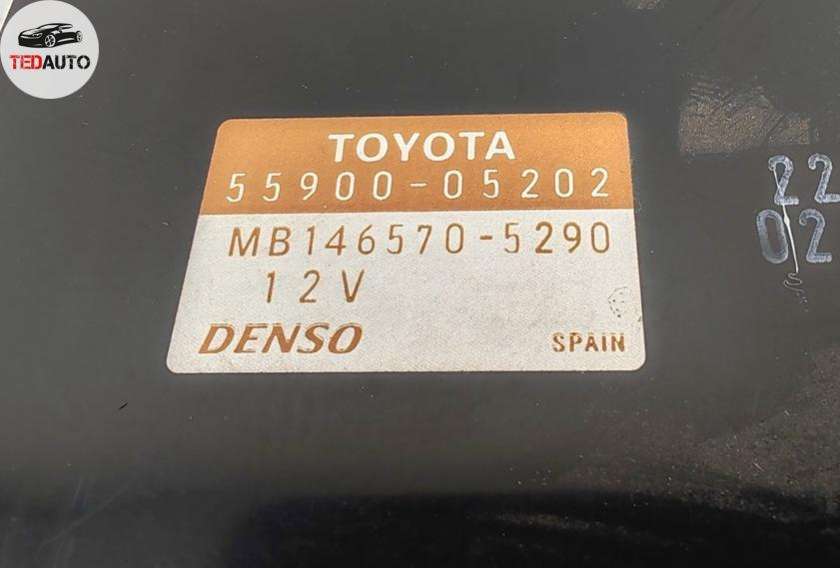 TEDAUTO
TOYOTA
55900-05202
MB146570-5290
12V
DENSO
SPAIN
22
02